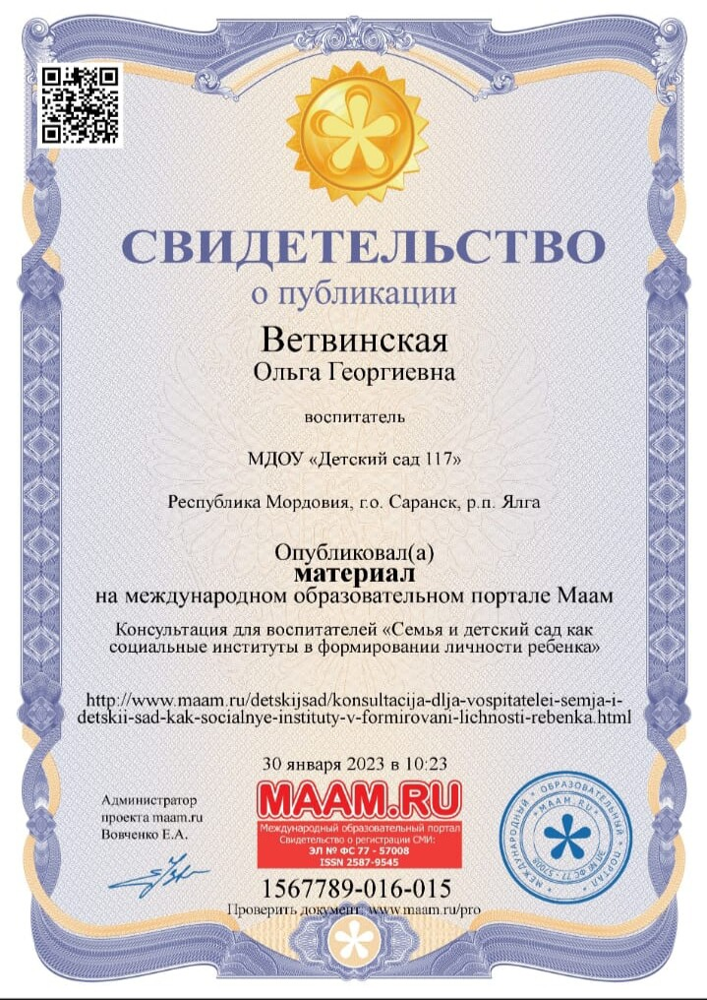 СВИДЕТЕЛЬСТВО
о публикации
Ветвинская
Ольга Георгиевна
воспитатель
МДОУ «Детский сад 117»
Республика Мордовия, г.о. Саранск, р.п. Ялга
Опубликовал(а)
материал
на международном образовательном портале Маам
Консультация для воспитателей «Семья и детский сад как
социальные институты в формировании личности ребенка»
http://www.maam.ru/detskijsad/konsultacija-dlja-vospitatelei-semja-i-
detskii-sad-kak-socialnye-instituty-v-formirovani-lichnosti-rebenka.html
30 января 2023 в 10:23
Администратор
проекта maam.ru
Вовченко Е.А.
MAAM.RU
Международный образовательный портал
Свидетельство о регистрации СМИ:
ЭЛ № ФС 77 - 57008
ISSN 2587-9545
МЕЖДУНАРОДНЫЙ * ОБРАЗОВАТЕЛЬНЫЙ * ПОРТАЛ *
* MAAM.RU *
ЭЛ № ФС 77 - 57008
1567789-016-015
Проверить документ: www.maam.ru/pro